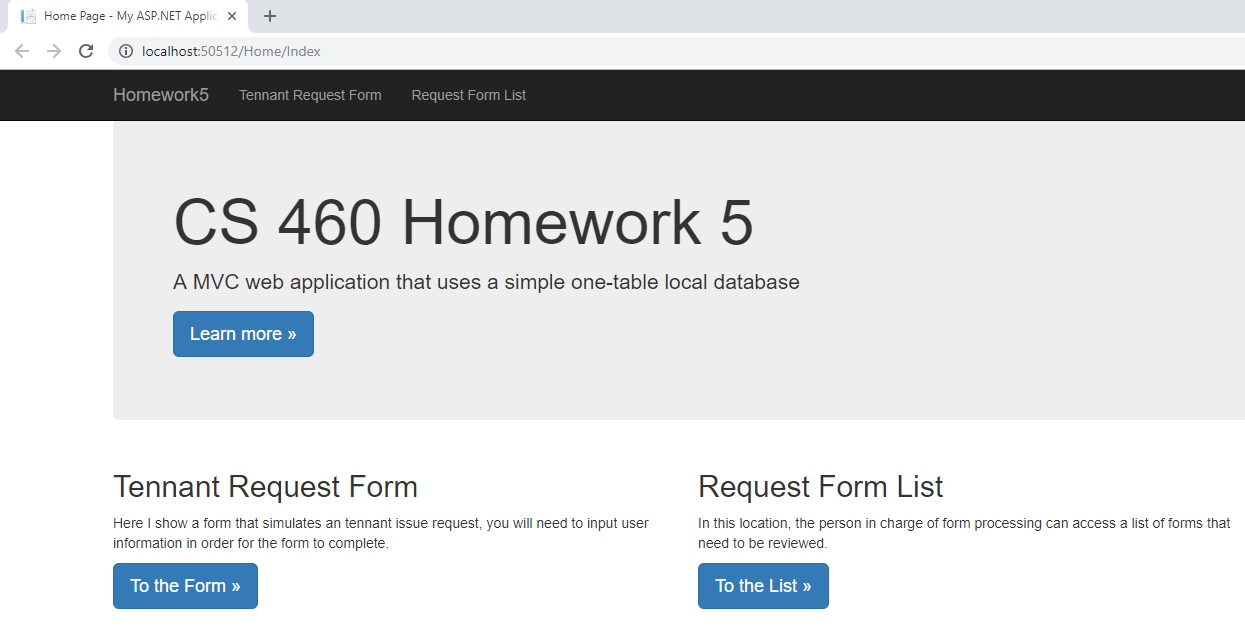 Home Page - My ASP.NET Applic
localhost:50512/Home/Index
Homework5 Tennant Request Form Request Form List
CS 460 Homework 5
A MVC web application that uses a simple one-table local database
Learn more »
Tennant Request Form
Here I show a form that simulates an tennant issue request, you will need to input user
information in order for the form to complete.
To the Form »
Request Form List
In this location, the person in charge of form processing can access a list of forms that
need to be reviewed.
To the List »